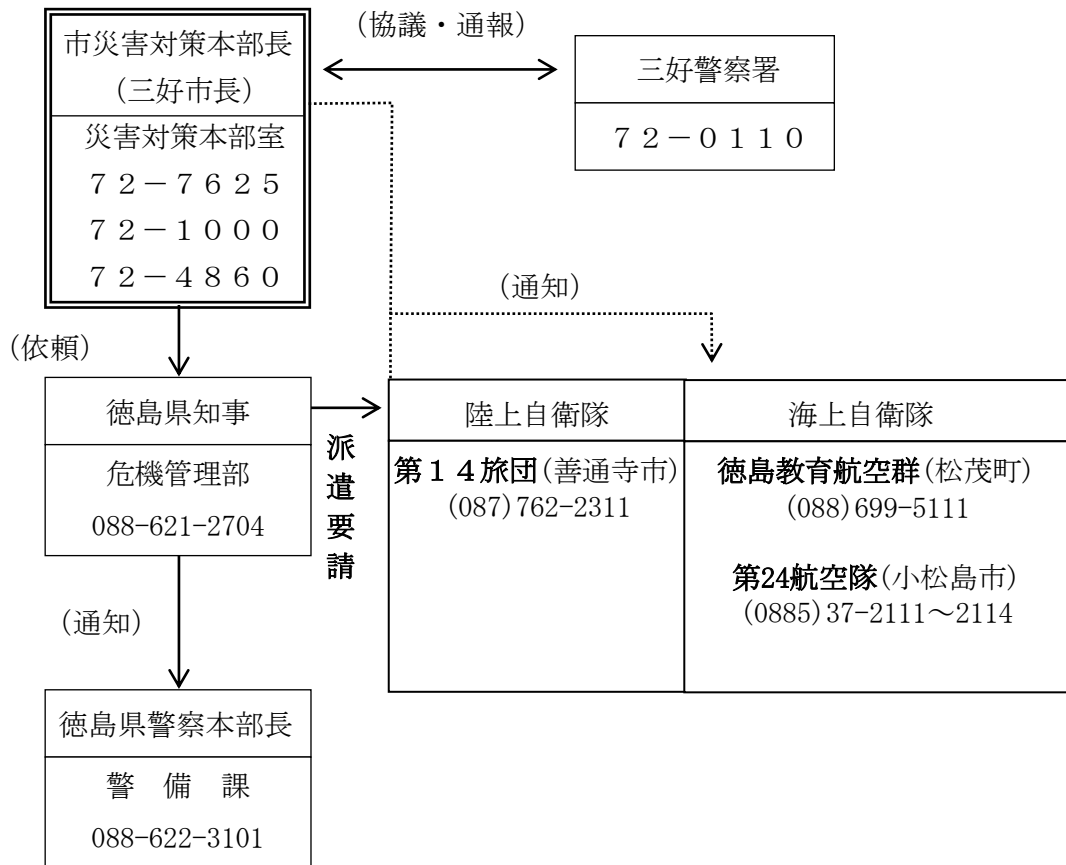 市災害対策本部長
(三好市長)
災害対策本部室
７２－７６２５
７２－１０００
７２－４８６０
(協議・通報)
三好警察署
７２－０１１０
(通知)
(依頼)
徳島県知事
危機管理部
088-621-2704
派遣要請
陸上自衛隊
第１４旅団(善通寺市)
(087)762-2311
海上自衛隊
徳島教育航空群(松茂町)
(088)699-5111
第24航空隊(小松島市)
(0885)37-2111～2114
(通知)
徳島県警察本部長
警　備　課
088-622-3101